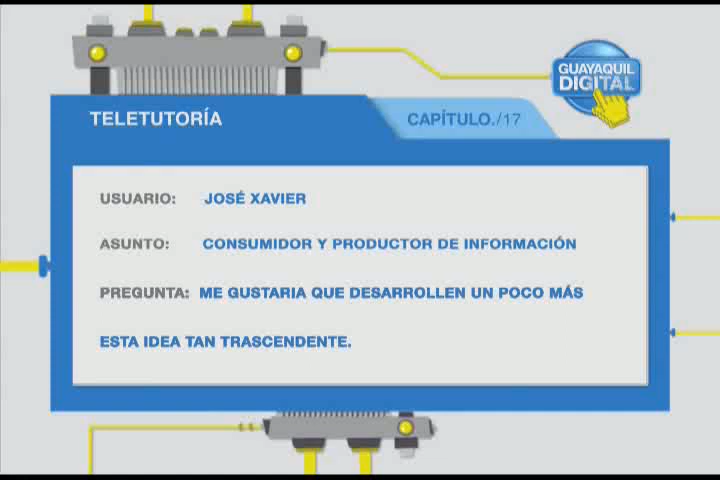 GUAYAQUIL
DIGITAL
TELETUTORÍA
CAPÍTULO./17
USUARIO: JOSÉ XAVIER
ASUNTO: CONSUMIDOR Y PRODUCTOR DE INFORMACIÓN
PREGUNTA: ME GUSTARIA QUE DESARROLLEN UN POCO MÁS
ESTA IDEA TAN TRASCENDENTE.